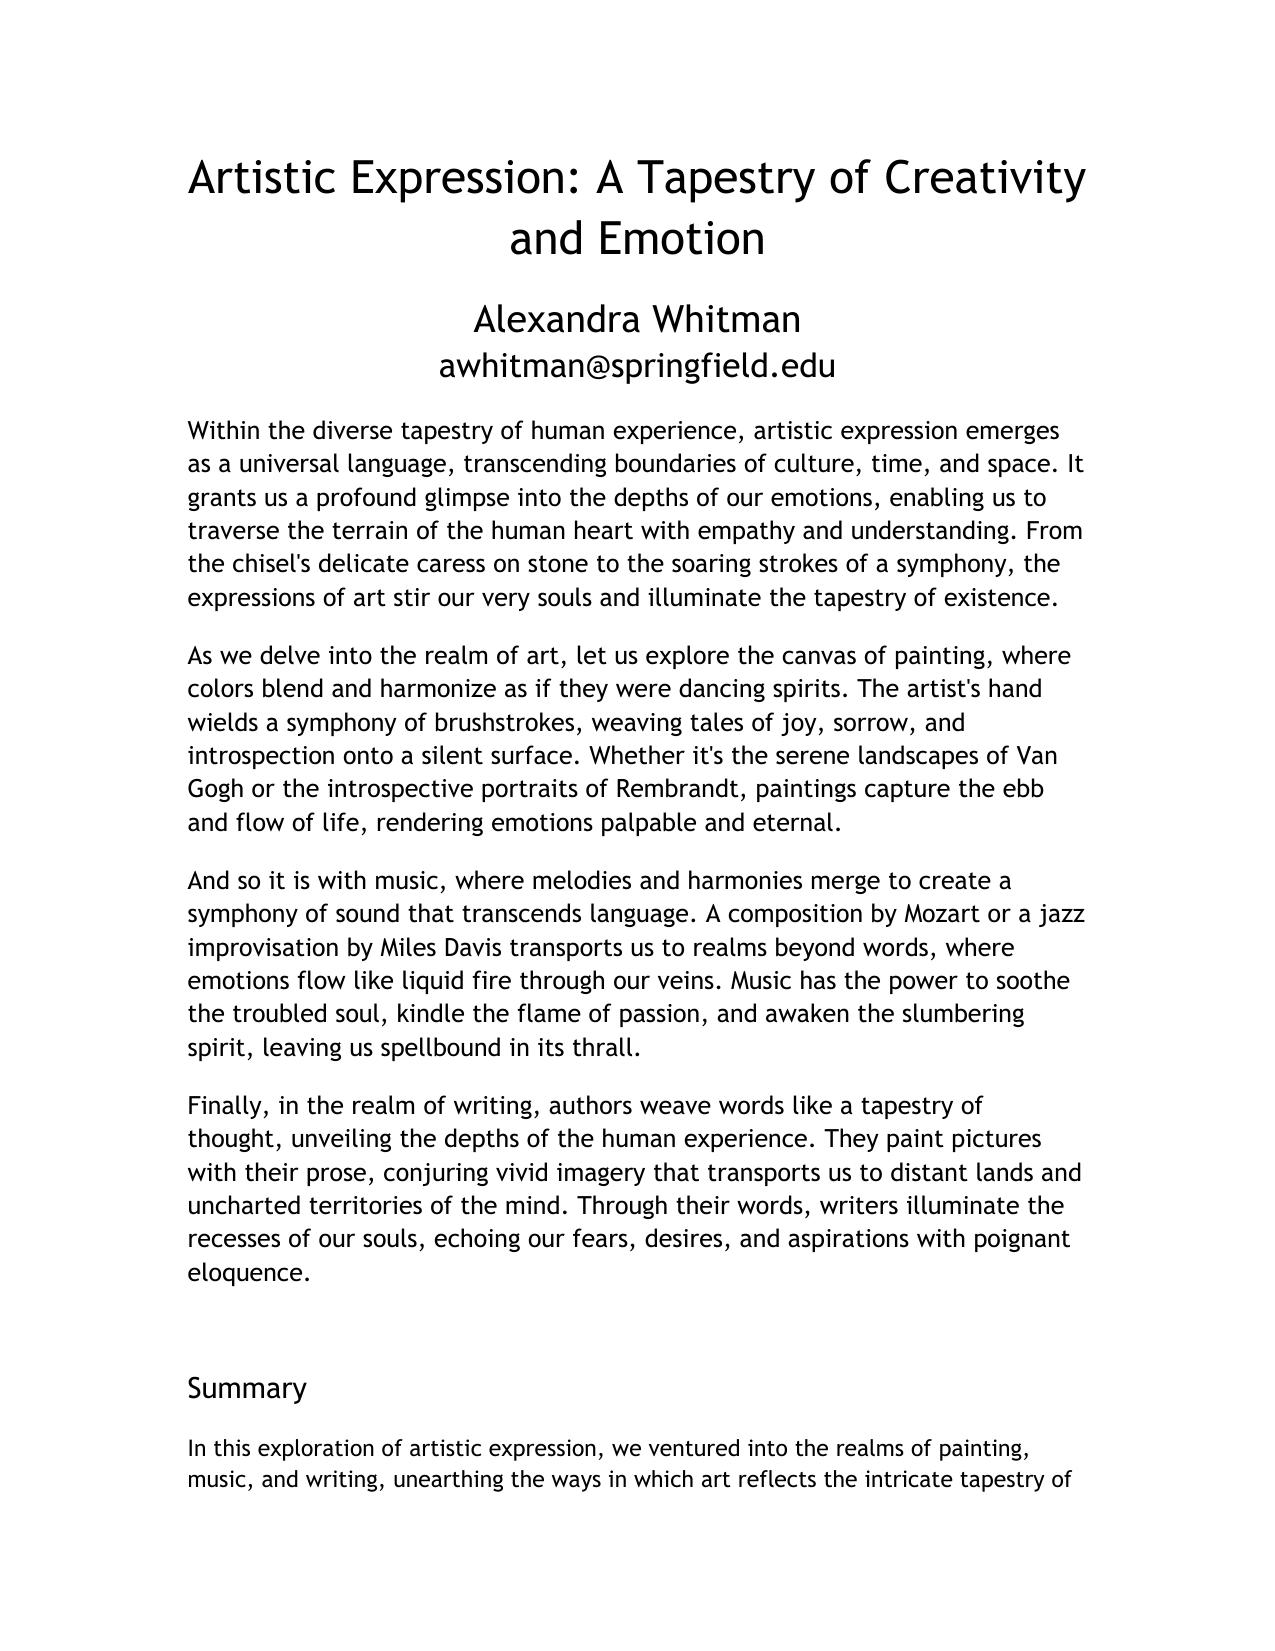 Artistic Expression: A Tapestry of Creativity
and Emotion
Alexandra Whitman
awhitman@springfield.edu
Within the diverse tapestry of human experience, artistic expression emerges
as a universal language, transcending boundaries of culture, time, and space. It
grants us a profound glimpse into the depths of our emotions, enabling us to
traverse the terrain of the human heart with empathy and understanding. From
the chisel's delicate caress on stone to the soaring strokes of a symphony, the
expressions of art stir our very souls and illuminate the tapestry of existence.
As we delve into the realm of art, let us explore the canvas of painting, where
colors blend and harmonize as if they were dancing spirits. The artist's hand
wields a symphony of brushstrokes, weaving tales of joy, sorrow, and
introspection onto a silent surface. Whether it's the serene landscapes of Van
Gogh or the introspective portraits of Rembrandt, paintings capture the ebb
and flow of life, rendering emotions palpable and eternal.
And so it is with music, where melodies and harmonies merge to create a
symphony of sound that transcends language. A composition by Mozart or a jazz
improvisation by Miles Davis transports us to realms beyond words, where
emotions flow like liquid fire through our veins. Music has the power to soothe
the troubled soul, kindle the flame of passion, and awaken the slumbering
spirit, leaving us spellbound in its thrall.
Finally, in the realm of writing, authors weave words like a tapestry of
thought, unveiling the depths of the human experience. They paint pictures
with their prose, conjuring vivid imagery that transports us to distant lands and
uncharted territories of the mind. Through their words, writers illuminate the
recesses of our souls, echoing our fears, desires, and aspirations with poignant
eloquence.
Summary
In this exploration of artistic expression, we ventured into the realms of painting,
music, and writing, unearthing the ways in which art reflects the intricate tapestry of